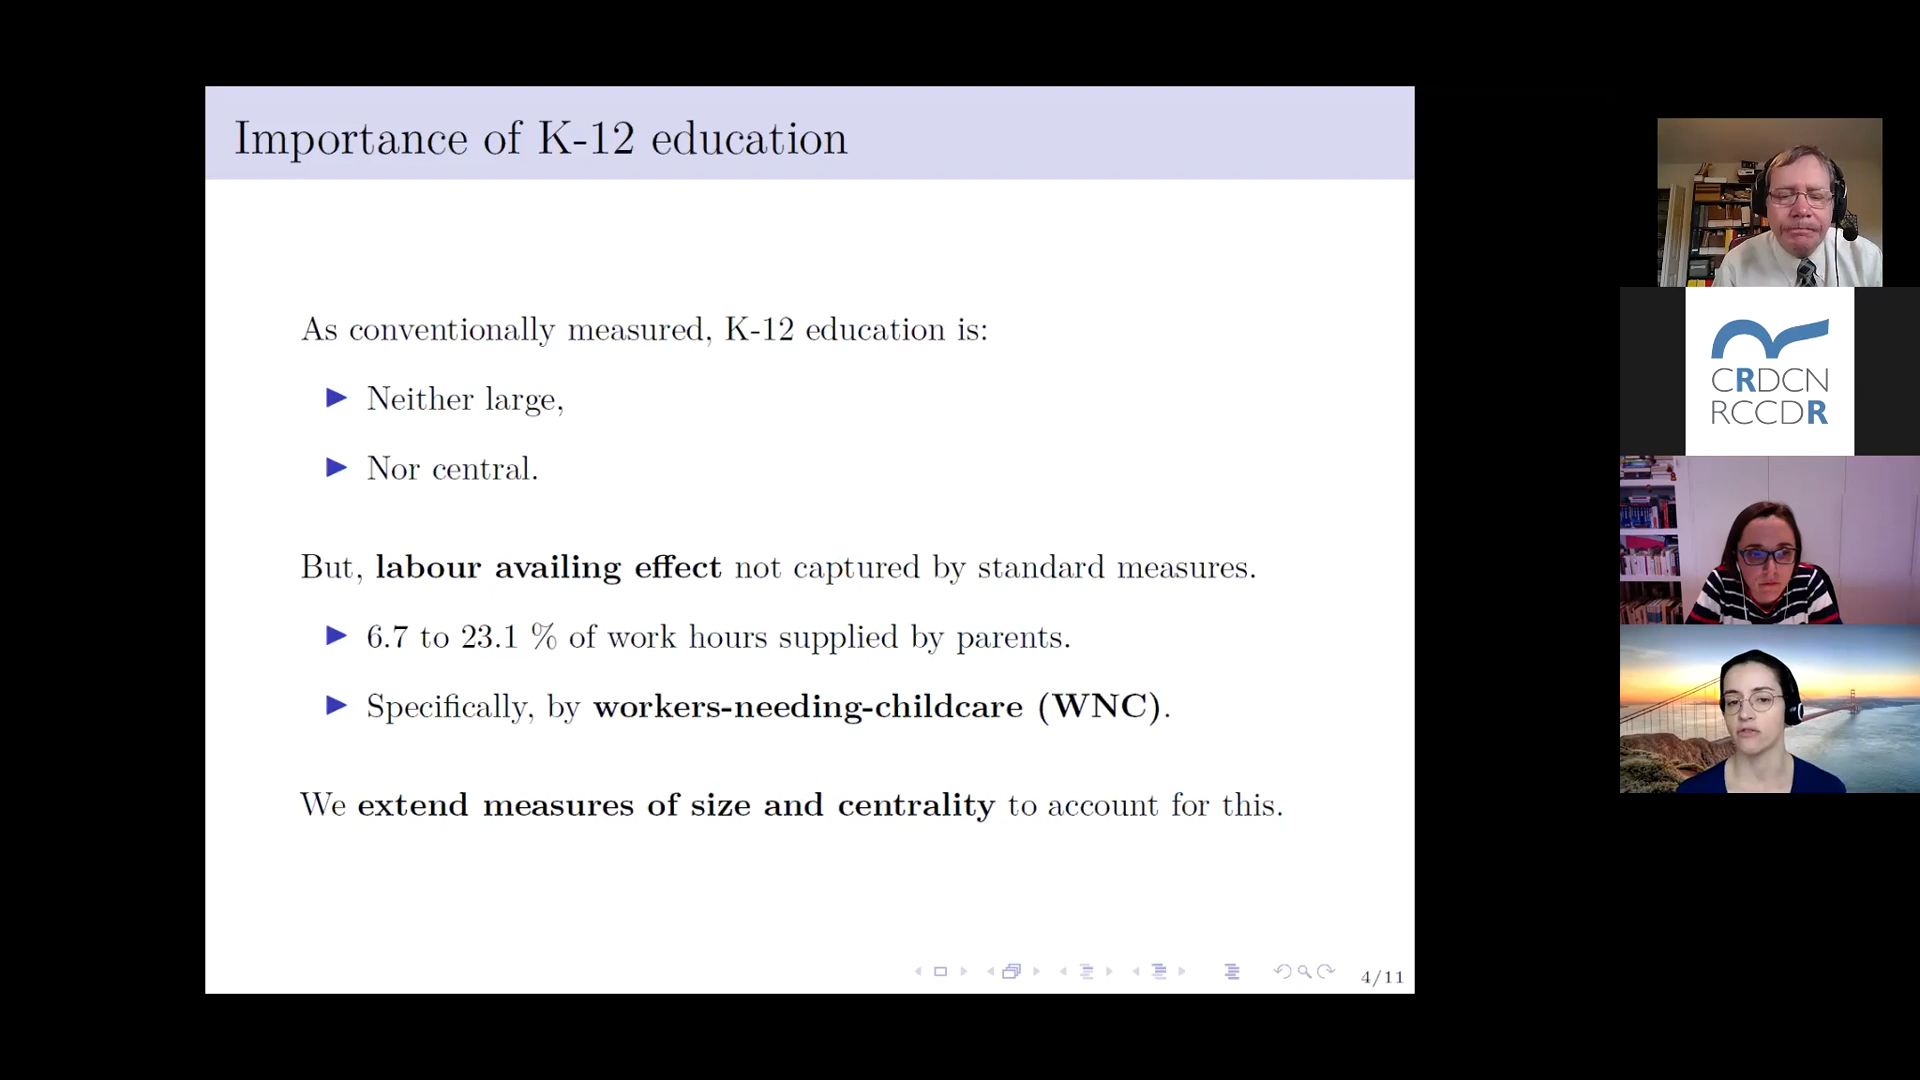 Importance of K-12 education
As conventionally measured, K-12 education is:
Neither large,
Nor central.
But, labour availing effect not captured by standard measures.
6.7 to 23.1 % of work hours supplied by parents.
Specifically, by workers-needing-childcare (WNC).
We extend measures of size and centrality to account for this.
4/11
CRDCN
RCCDR